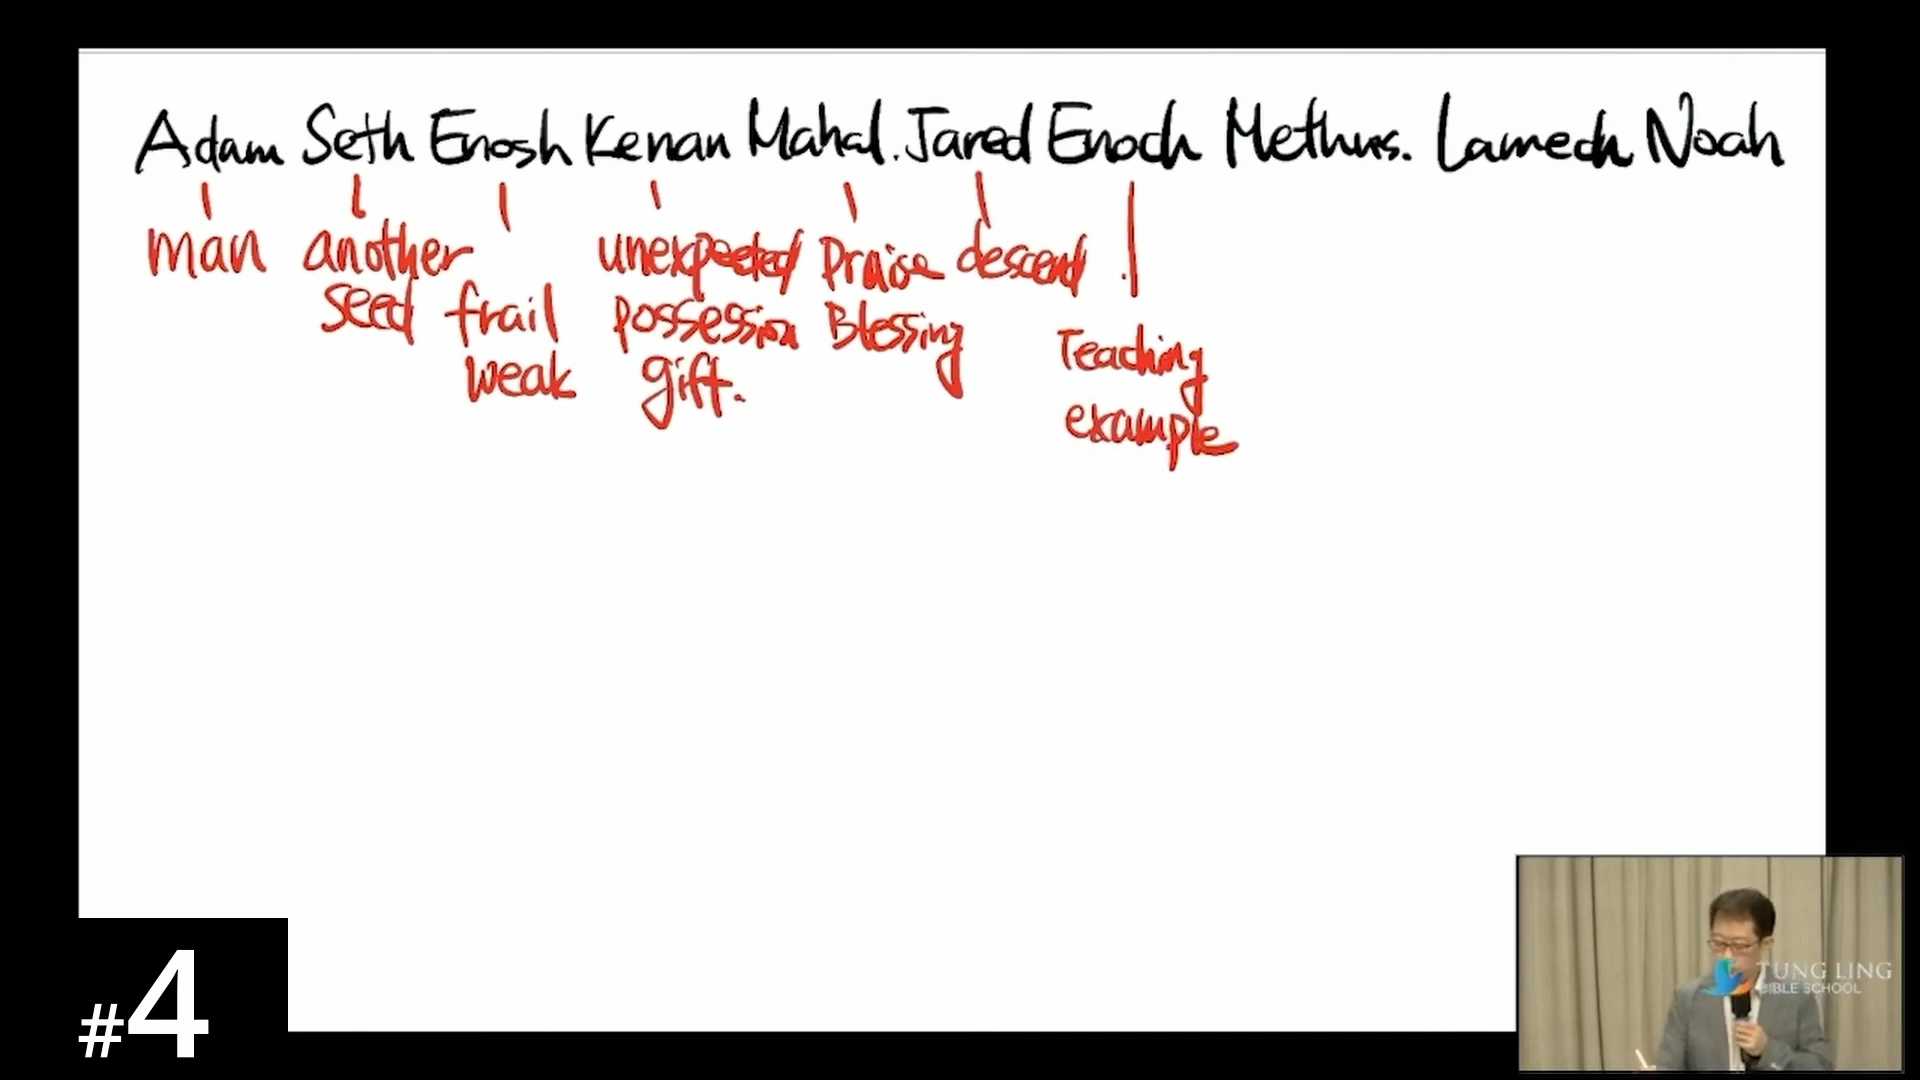 Adam Seth Enosh Kenan Mahal. Jared Enoch Methus. Lamech Noah
man another seed frail weak unexpected possession gift. Praise Blessing descend Teaching example
#4
TUNG LING
BIBLE SCHOOL